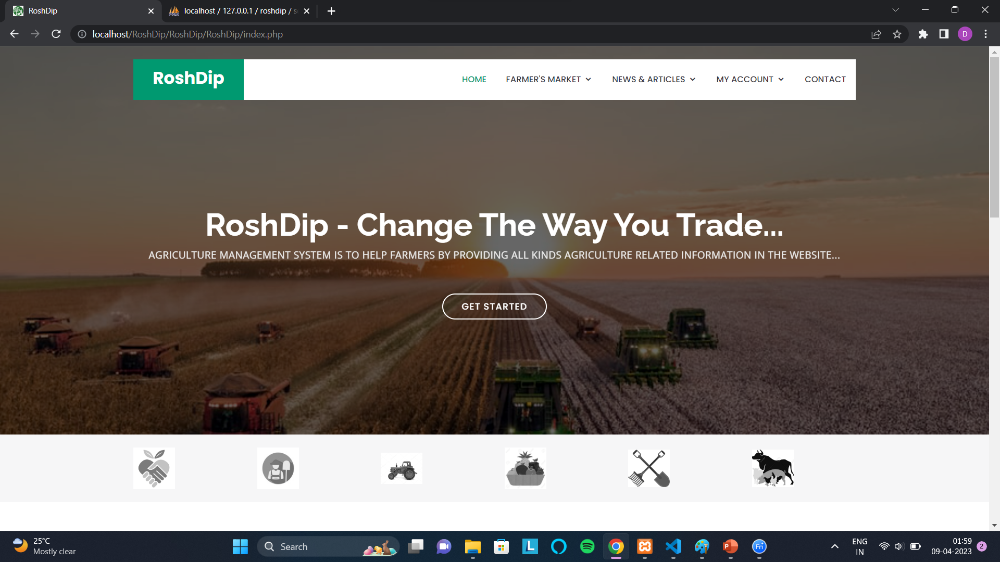 RoshDip
localhost / 127.0.0.1 / roshdip /
localhost/RoshDip/RoshDip/RoshDip/index.php
D
RoshDip
HOME
FARMER'S MARKET
NEWS & ARTICLES
MY ACCOUNT
CONTACT
RoshDip - Change The Way You Trade...
AGRICULTURE MANAGEMENT SYSTEM IS TO HELP FARMERS BY PROVIDING ALL KINDS AGRICULTURE RELATED INFORMATION IN THE WEBSITE...
GET STARTED
25°C
Mostly clear
Search
L
P
Fn
ENG
IN
01:59
09-04-2023
2